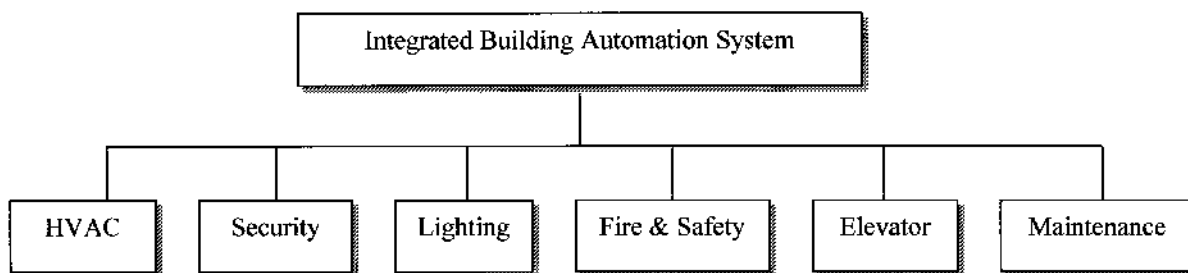 Integrated Building Automation System
HVAC
Security
Lighting
Fire & Safety
Elevator
Maintenance